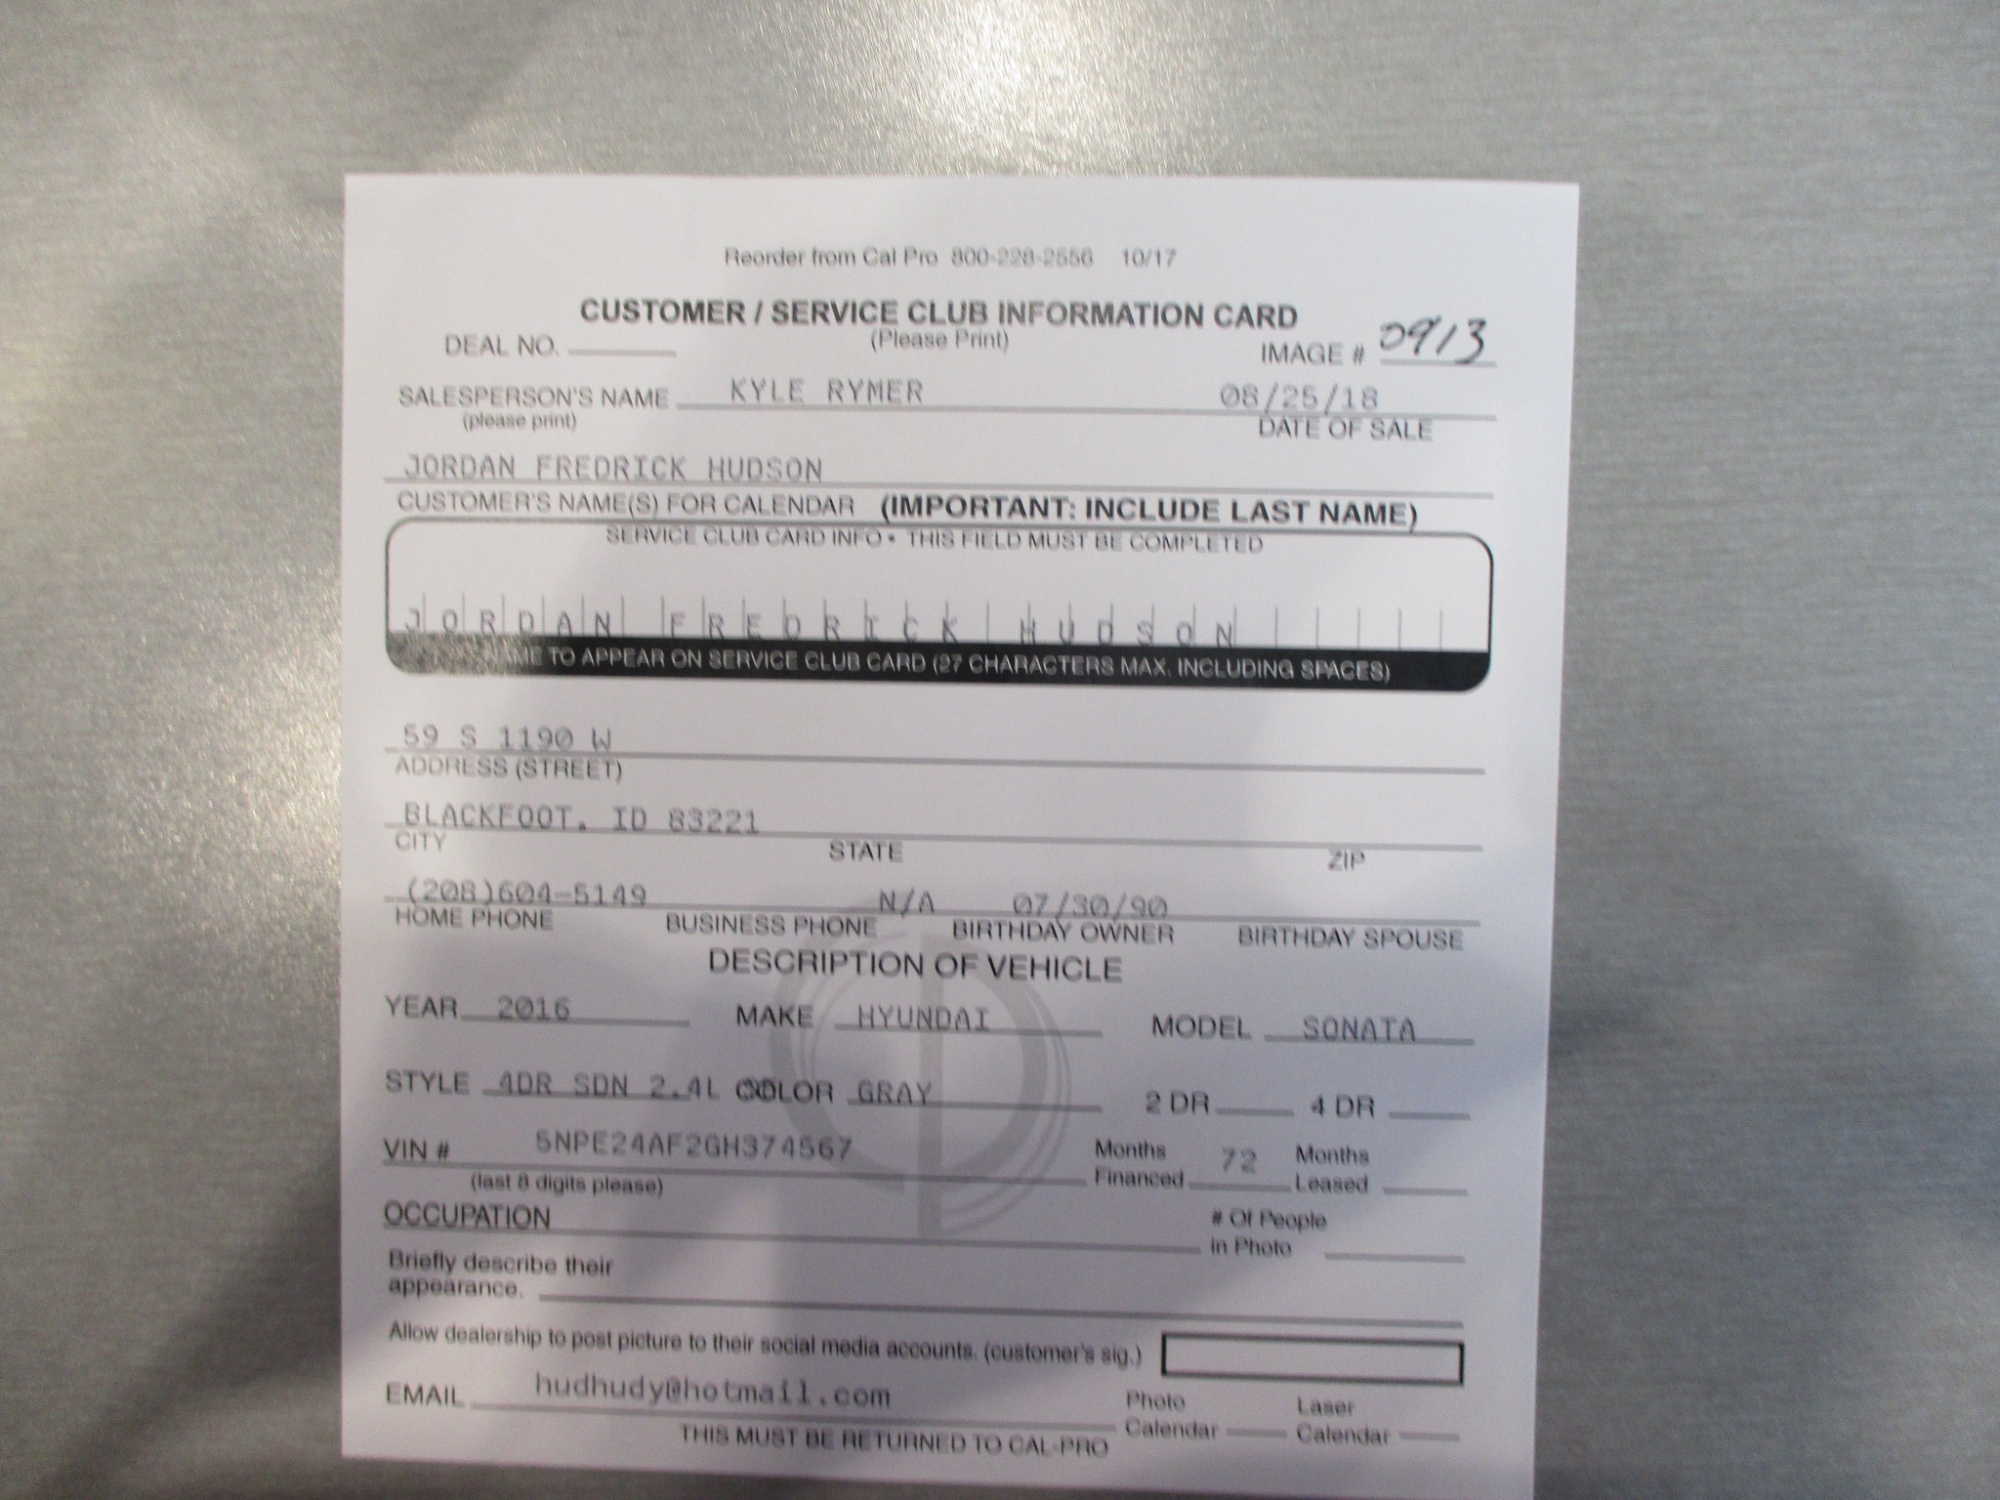 Reorder from Cal Pro 800-228-2556 10/17
CUSTOMER / SERVICE CLUB INFORMATION CARD
DEAL NO. (Please Print) IMAGE # 0913
SALESPERSON'S NAME KYLE RYMER 08/25/18
(please print) DATE OF SALE
JORDAN FREDRICK HUDSON
CUSTOMER'S NAME(S) FOR CALENDAR (IMPORTANT: INCLUDE LAST NAME)
SERVICE CLUB CARD INFO • THIS FIELD MUST BE COMPLETED
JORDAN FREDRICK HUDSON
NAME TO APPEAR ON SERVICE CLUB CARD (27 CHARACTERS MAX. INCLUDING SPACES)
59 S 1190 W
ADDRESS (STREET)
BLACKFOOT, ID 83221
CITY STATE ZIP
(208)604-5149 N/A 07/30/90
HOME PHONE BUSINESS PHONE BIRTHDAY OWNER BIRTHDAY SPOUSE
DESCRIPTION OF VEHICLE
YEAR 2016 MAKE HYUNDAI MODEL SONATA
STYLE 4DR SDN 2.4L COLOR GRAY 2 DR 4 DR
VIN # 5NPE24AF2GH374567 Months Financed 72 Months Leased
(last 8 digits please)
OCCUPATION # Of People in Photo
Briefly describe their
appearance.
Allow dealership to post picture to their social media accounts. (customer's sig.)
EMAIL hudhudy@hotmail.com Photo Calendar Laser Calendar
THIS MUST BE RETURNED TO CAL-PRO